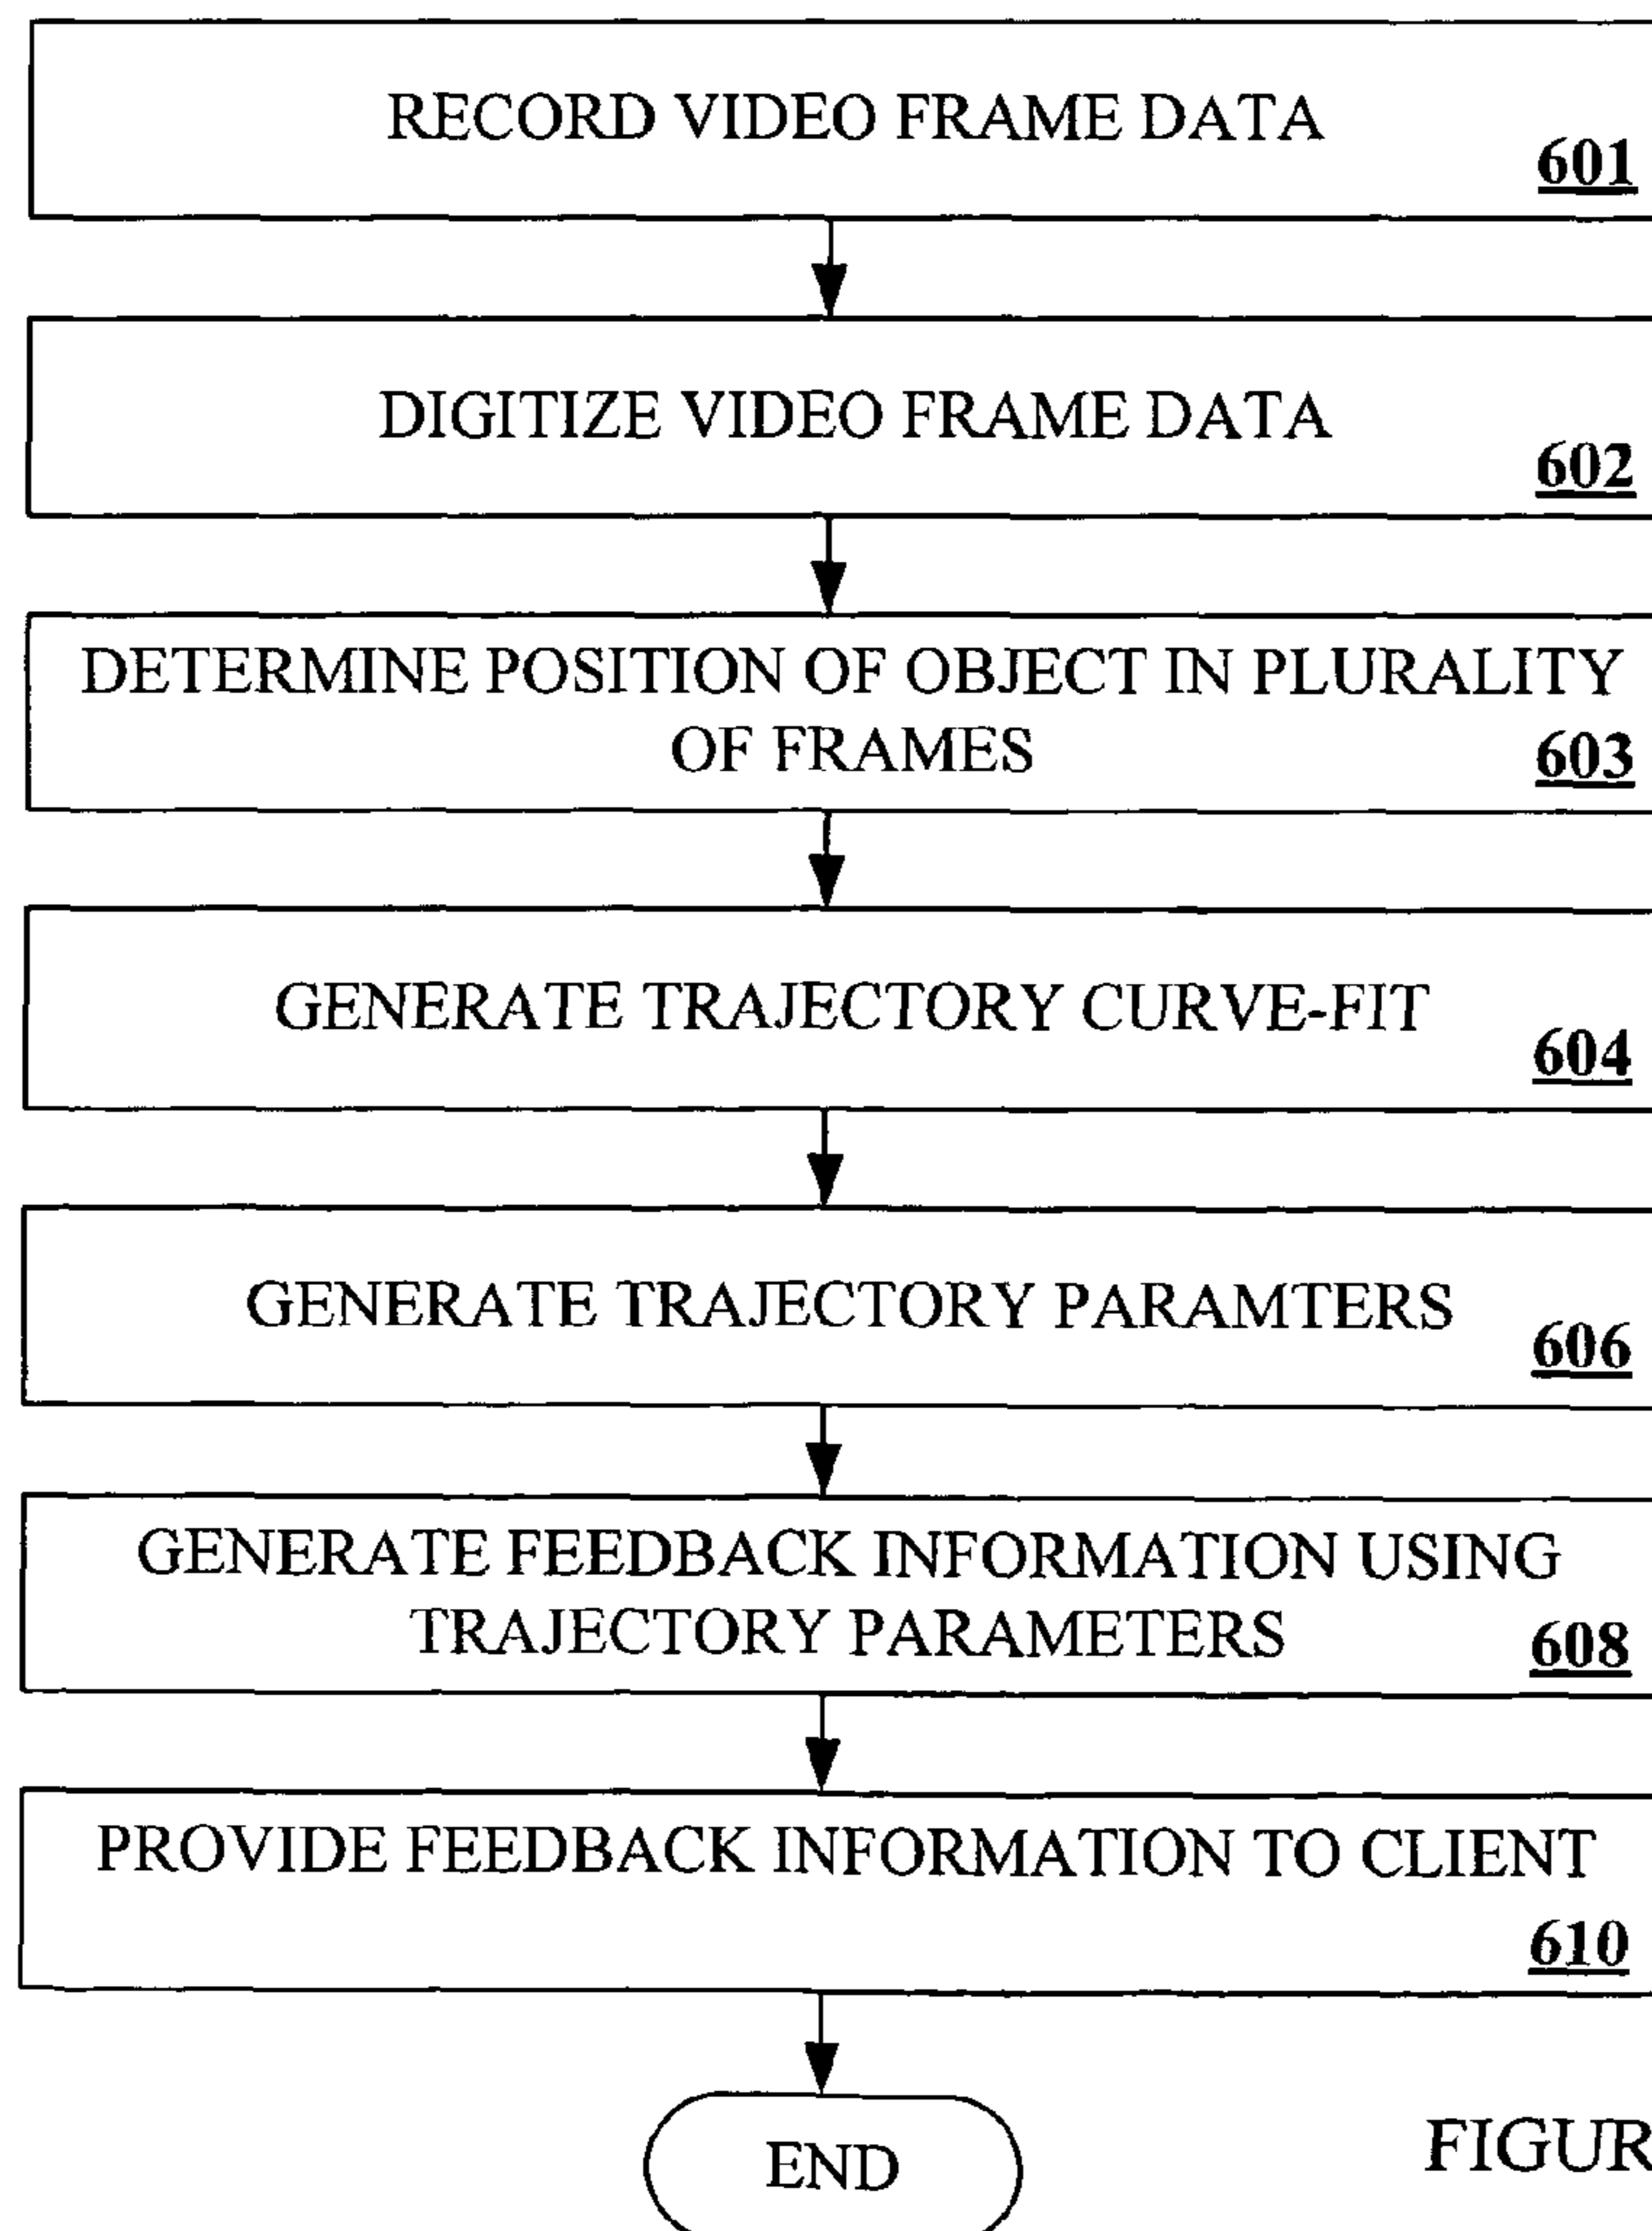 RECORD VIDEO FRAME DATA
601
DIGITIZE VIDEO FRAME DATA
602
DETERMINE POSITION OF OBJECT IN PLURALITY
OF FRAMES
603
GENERATE TRAJECTORY CURVE-FIT
604
GENERATE TRAJECTORY PARAMTERS
606
GENERATE FEEDBACK INFORMATION USING
TRAJECTORY PARAMETERS
608
PROVIDE FEEDBACK INFORMATION TO CLIENT
610
END
FIGUR